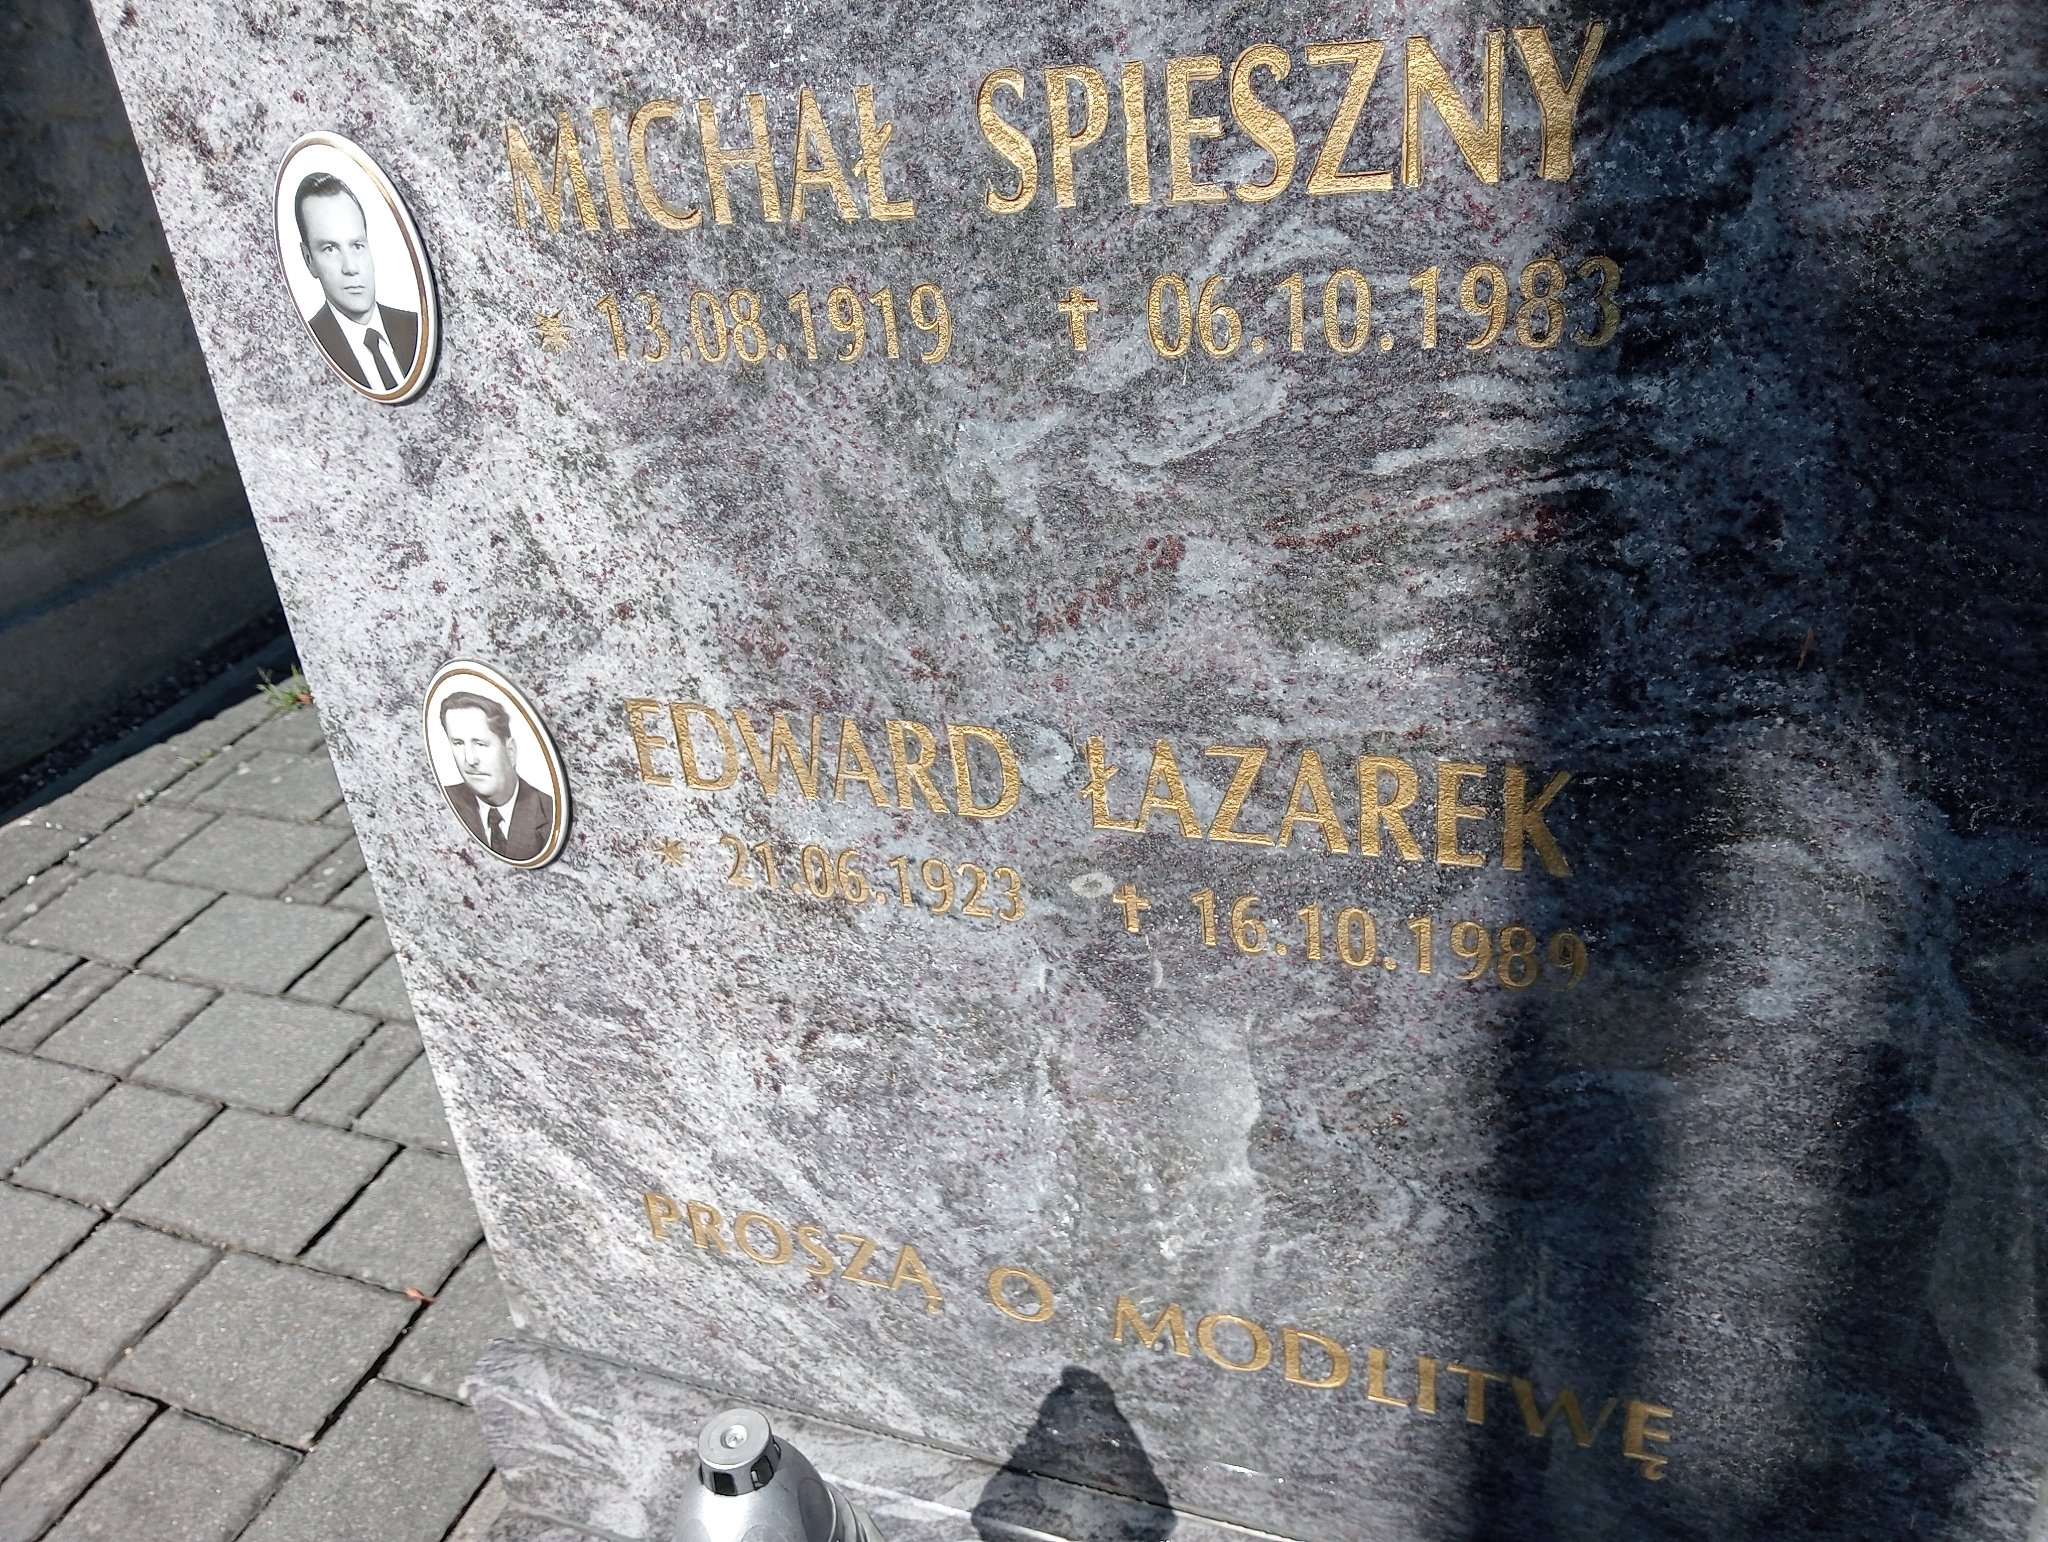 MICHAŁ SPIESZNY
* 13.08.1919 ✝ 06.10.1983
EDWARD ŁAZAREK
* 21.06.1923 ✝ 16.10.1989
PROSZĄ O MODLITWĘ